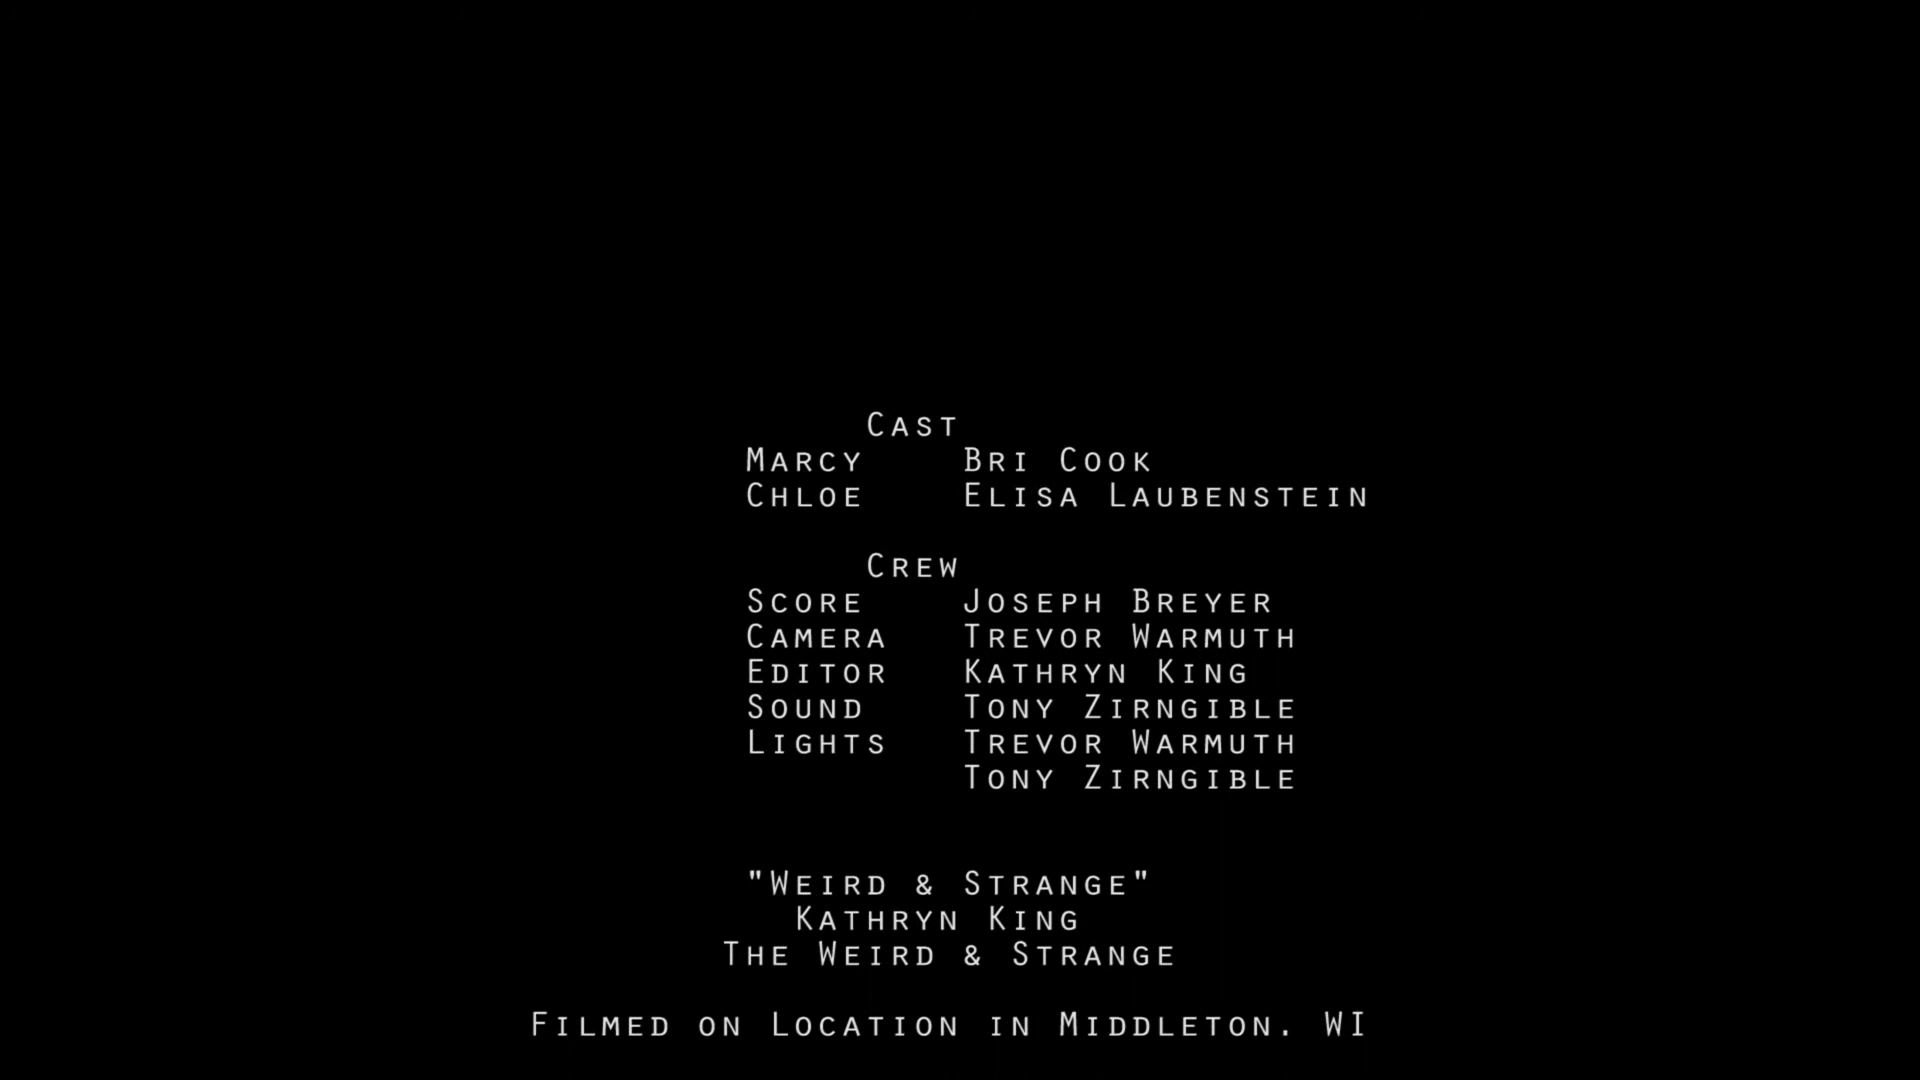 Cast
Marcy Bri Cook
Chloe Elisa Laubenstein
Crew
Score Joseph Breyer
Camera Trevor Warmuth
Editor Kathryn King
Sound Tony Zirngible
Lights Trevor Warmuth
Tony Zirngible
"Weird & Strange"
Kathryn King
The Weird & Strange
Filmed on Location in Middleton. WI